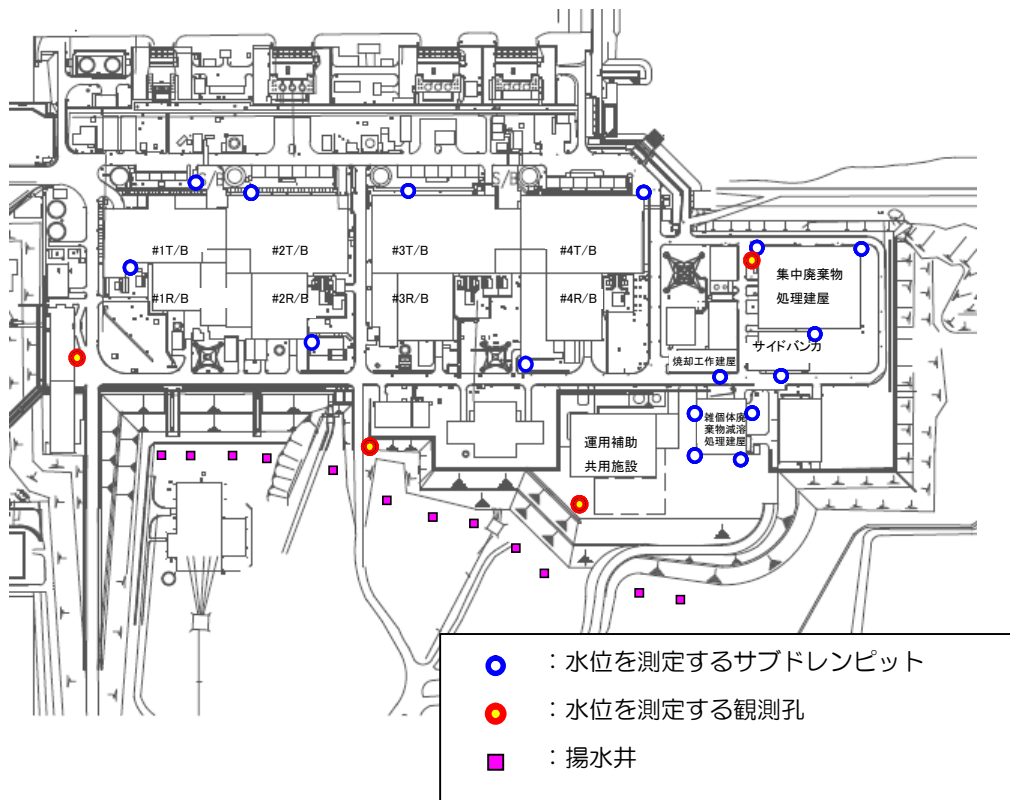 S/B
S/B
#1T/B
#2T/B
#3T/B
#4T/B
集中廃棄物
処理建屋
#1R/B
#2R/B
#3R/B
#4R/B
サイドバンカ
焼却工作建屋
雑個体廃
棄物減溶
処理建屋
運用補助
共用施設
：水位を測定するサブドレンピット
：水位を測定する観測孔
：揚水井